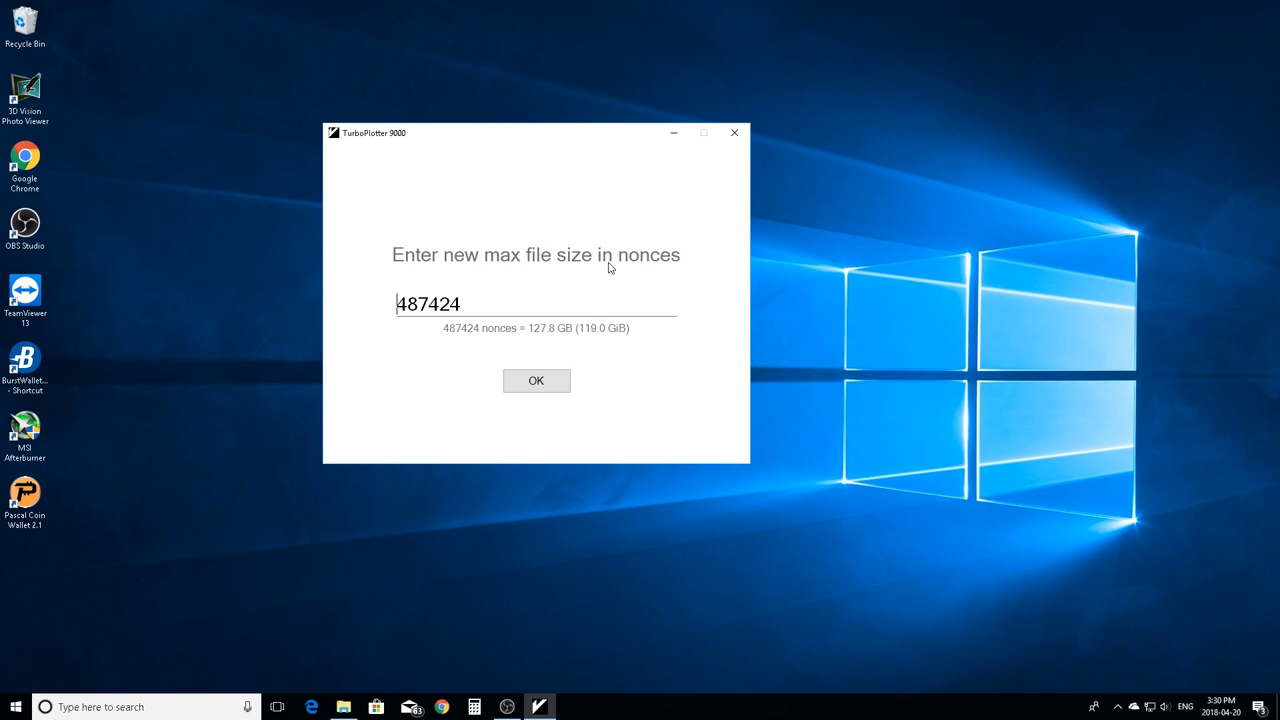 Recycle Bin
3D Vision
Photo Viewer
Google
Chrome
OBS Studio
TeamViewer
13
BurstWallet...
- Shortcut
MSI
Afterburner
Pascal Coin
Wallet 2.1
TurboPlotter 9000
Enter new max file size in nonces
487424
487424 nonces = 127.8 GB (119.0 GiB)
OK
Type here to search
63
ENG
3:30 PM
2018-04-20